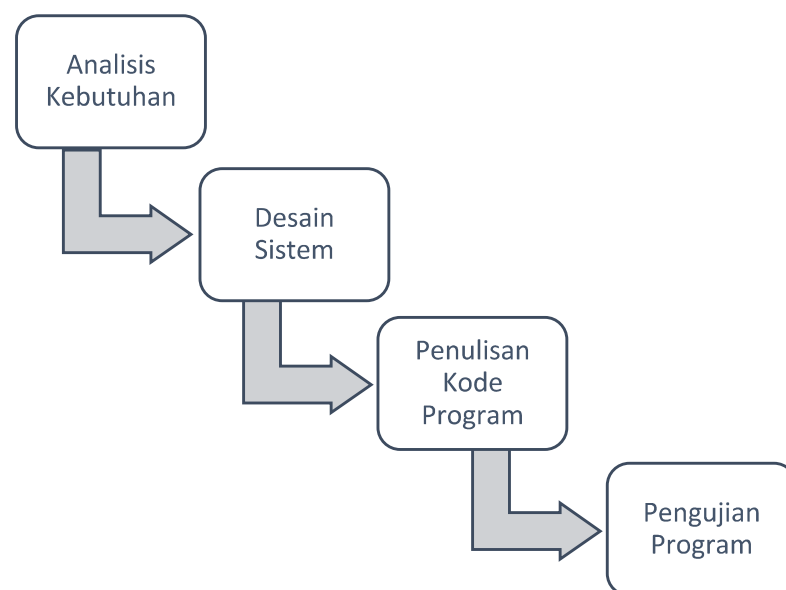 Analisis
Kebutuhan
Desain
Sistem
Penulisan
Kode
Program
Pengujian
Program